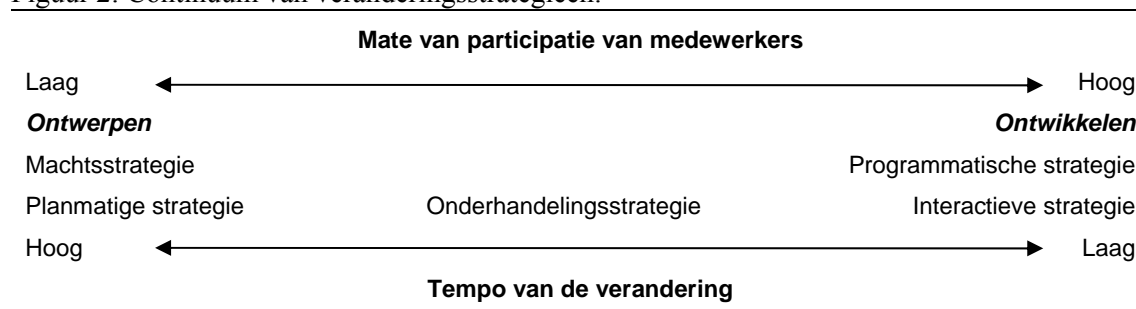 Figuur 2: Continuüm van veranderingsstrategieën.
Mate van participatie van medewerkers
Laag Hoog
Ontwerpen Ontwikkelen
Machtsstrategie Programmatische strategie
Planmatige strategie Onderhandelingsstrategie Interactieve strategie
Hoog Laag
Tempo van de verandering